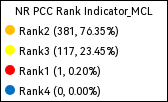 NR PCC Rank Indicator_MCL
Rank2 (381, 76.35%)
Rank3 (117, 23.45%)
Rank1 (1, 0.20%)
Rank4 (0, 0.00%)